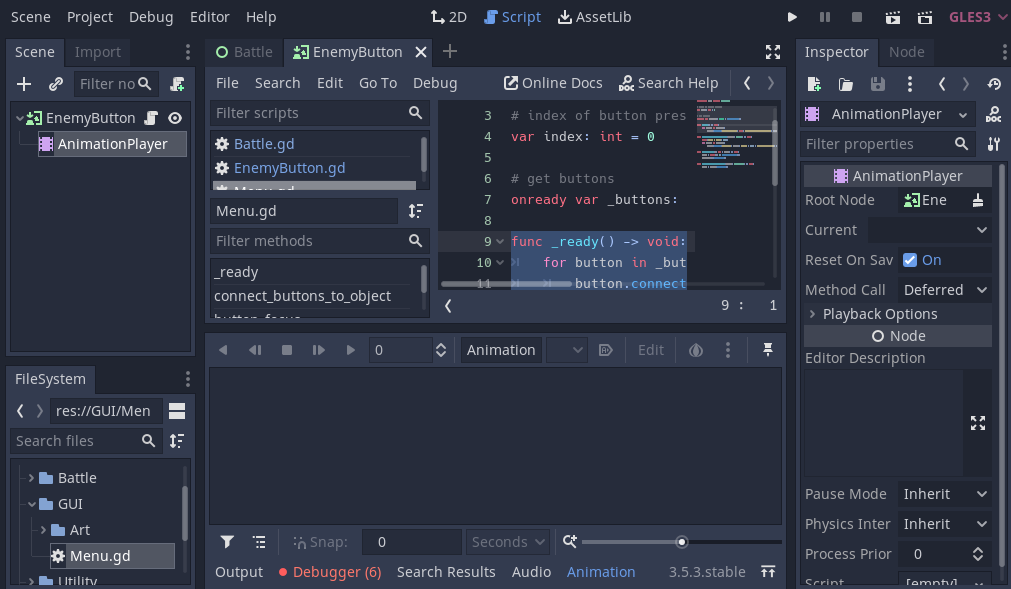 Scene Project Debug Editor Help 2D Script AssetLib GLES3
Scene Import
Filter no
EnemyButton
AnimationPlayer
FileSystem
res://GUI/Men
Search files
Battle
GUI
Art
Menu.gd
Utility
Battle EnemyButton
File Search Edit Go To Debug Online Docs Search Help
Filter scripts
Battle.gd
EnemyButton.gd
Menu.gd
Menu.gd
Filter methods
_ready
connect_buttons_to_object
button_focus
3 # index of button pres
4 var index: int = 0
5
6 # get buttons
7 onready var _buttons:
8
9 func _ready() -> void:
10 for button in _but
11 button.connect
9 : 1
0 Animation Edit
Snap: 0 Seconds
Output Debugger (6) Search Results Audio Animation 3.5.3.stable
Inspector Node
AnimationPlayer
Filter properties
AnimationPlayer
Root Node Ene
Current
Reset On Sav On
Method Call Deferred
Playback Options
Node
Editor Description
Pause Mode Inherit
Physics Inter Inherit
Process Prior 0
Script [empty]